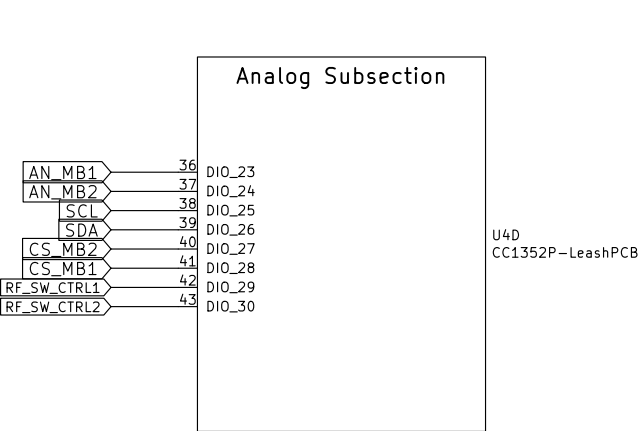 Analog Subsection
AN_MB1 36 DIO_23
AN_MB2 37 DIO_24
SCL 38 DIO_25
SDA 39 DIO_26
CS_MB2 40 DIO_27
CS_MB1 41 DIO_28
RF_SW_CTRL1 42 DIO_29
RF_SW_CTRL2 43 DIO_30
U4D
CC1352P-LeashPCB